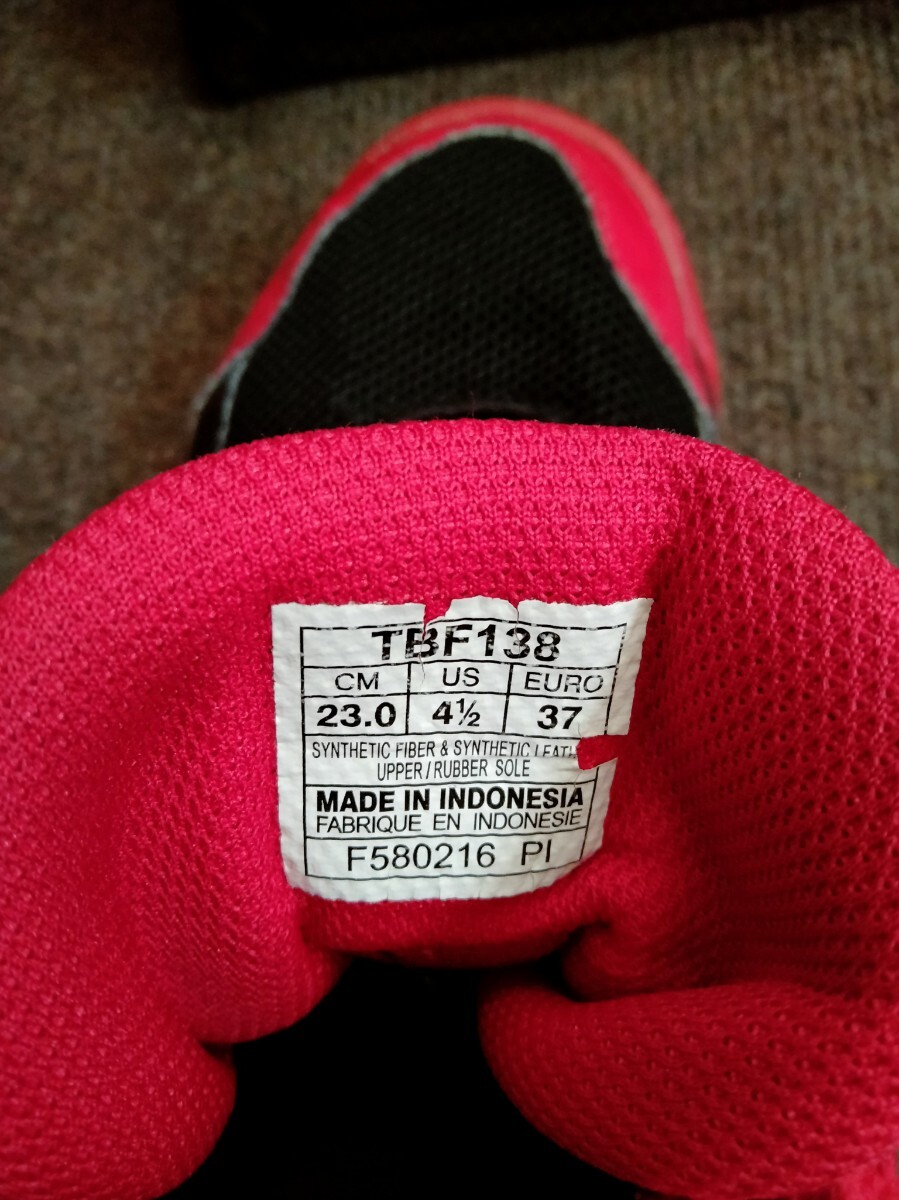 TBF138
CM US EURO
23.0 4½ 37
SYNTHETIC FIBER & SYNTHETIC
UPPER / RUBBER SOLE
MADE IN INDONESIA
FABRIQUE EN INDONESIE
F580216 PI